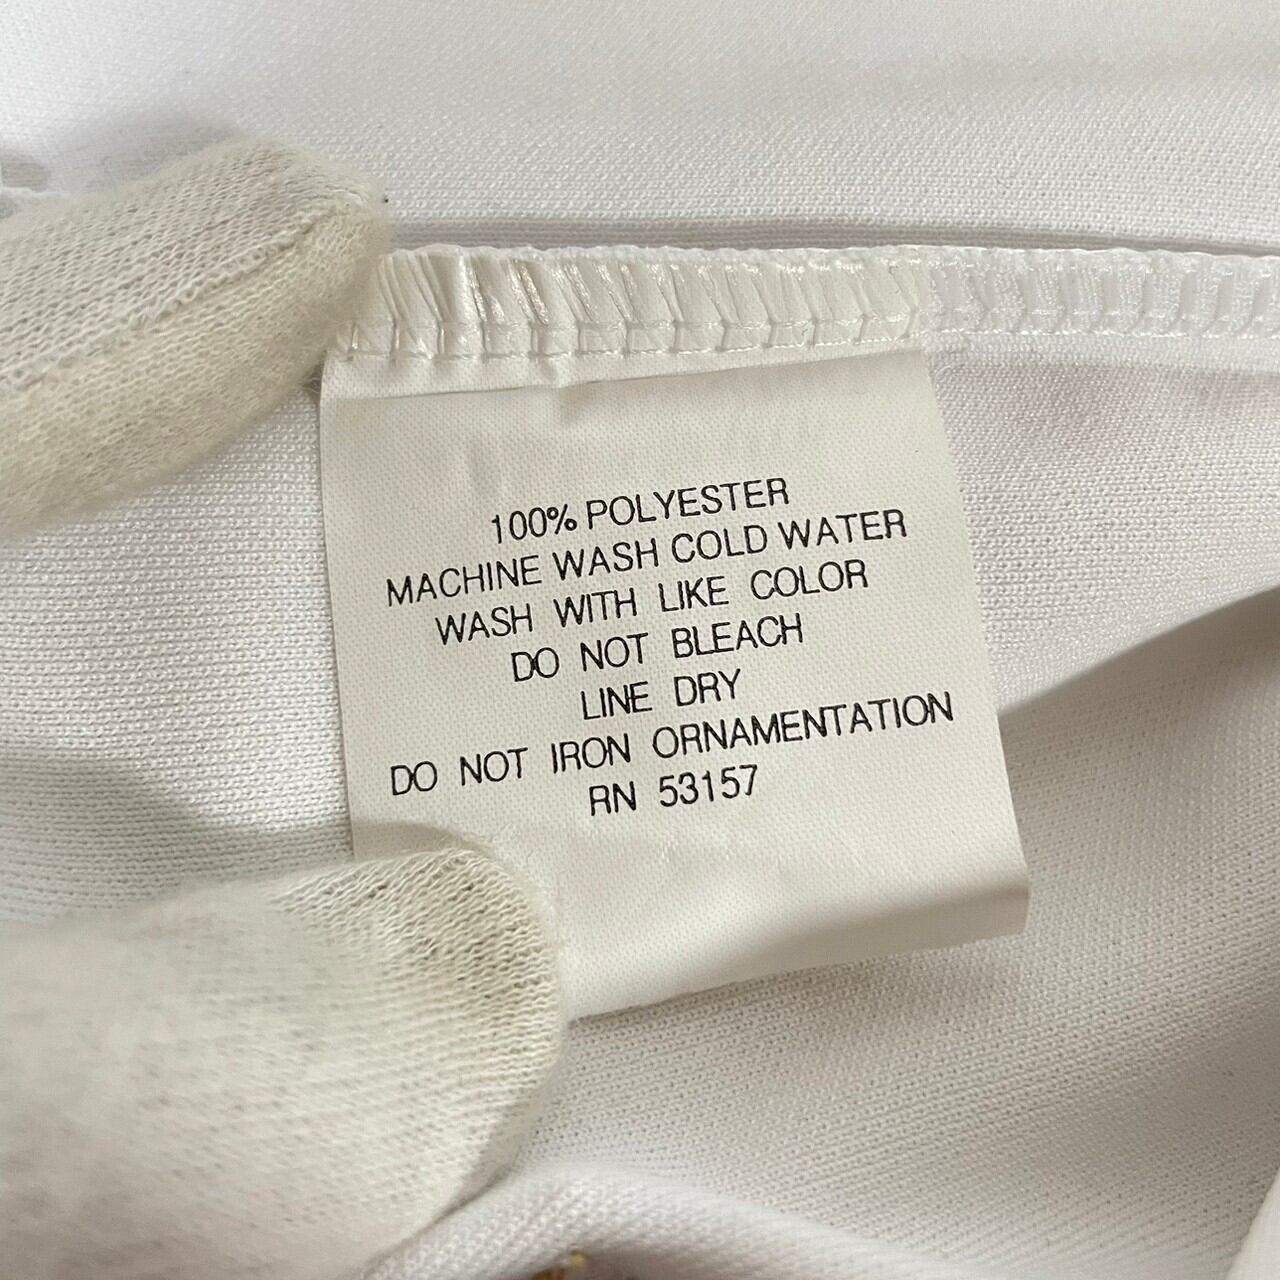 100% POLYESTER
MACHINE WASH COLD WATER
WASH WITH LIKE COLOR
DO NOT BLEACH
LINE DRY
DO NOT IRON ORNAMENTATION
RN 53157